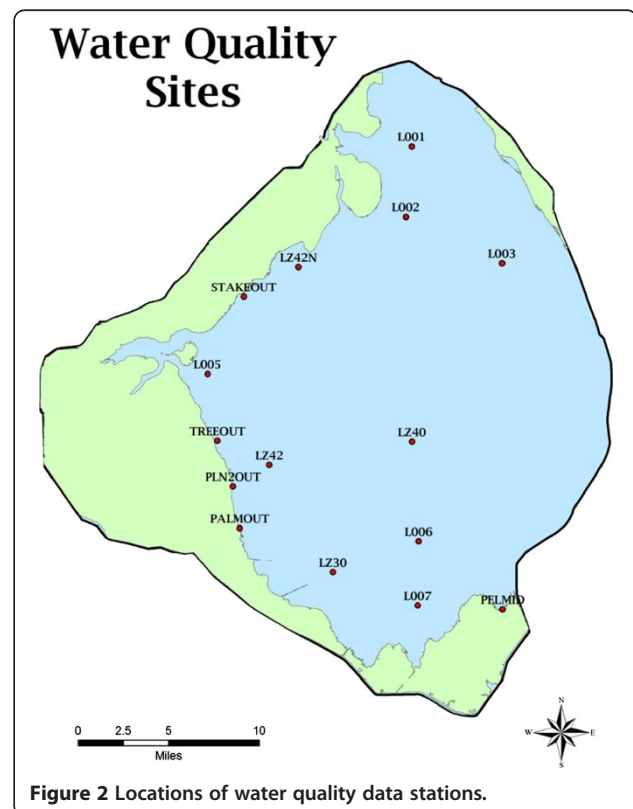 Water Quality
Sites
L001
L002
L003
LZ42N
STAKEOUT
L005
TREEOUT
LZ40
LZ42
PLN2OUT
PALMOUT
L006
LZ30
L007
PELMID
0 2.5 5 10
Miles
N
W E
S
Figure 2 Locations of water quality data stations.